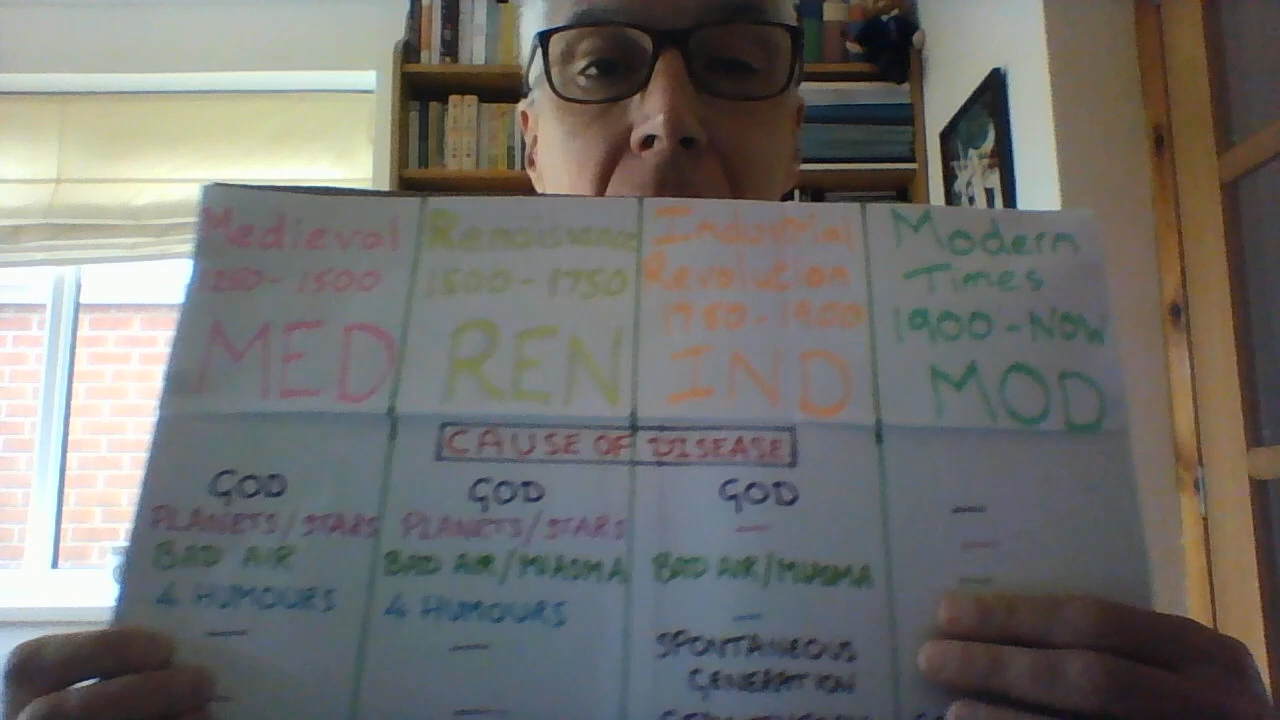 Medieval
1250-1500
MED
Renaissance
1500-1750
REN
Industrial
Revolution
1750-1900
IND
Modern
Times
1900-Now
MOD
CAUSE OF DISEASE
GOD
PLANETS/STARS
BAD AIR
4 HUMOURS
—
GOD
PLANETS/STARS
BAD AIR/MIASMA
4 HUMOURS
—
—
GOD
—
BAD AIR/MIASMA
—
SPONTANEOUS
GENERATION
—
—
—